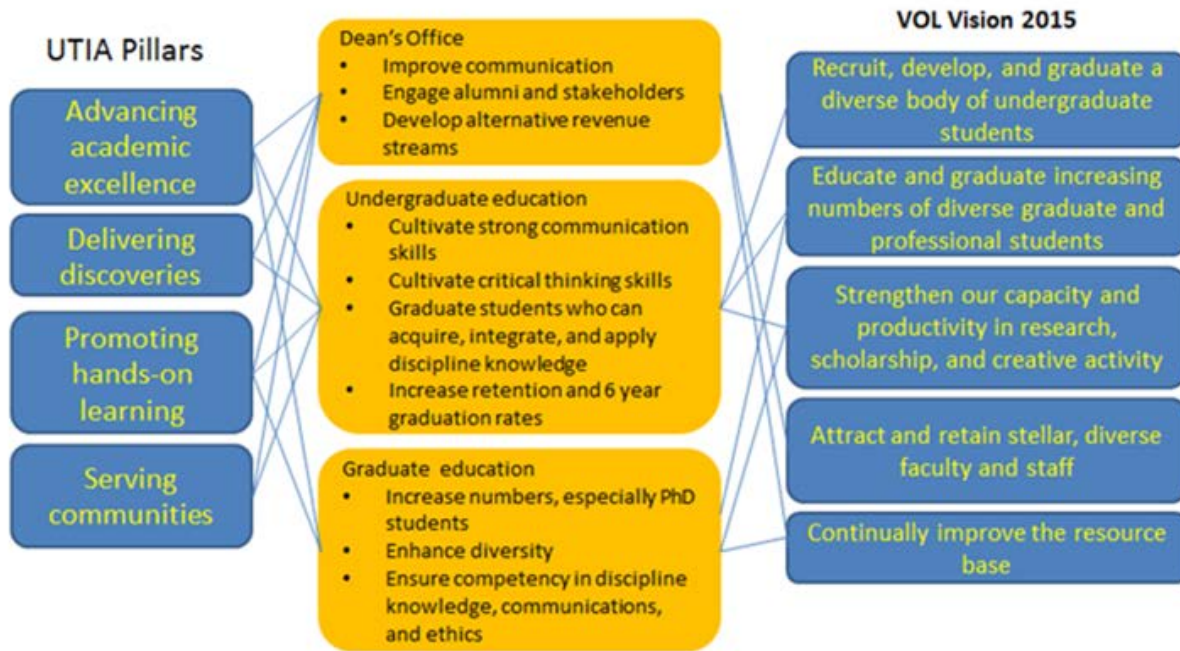 UTIA Pillars
Advancing
academic
excellence
Delivering
discoveries
Promoting
hands-on
learning
Serving
communities
Dean's Office
• Improve communication
• Engage alumni and stakeholders
• Develop alternative revenue
streams
Undergraduate education
• Cultivate strong communication
skills
• Cultivate critical thinking skills
• Graduate students who can
acquire, integrate, and apply
discipline knowledge
• Increase retention and 6 year
graduation rates
Graduate education
• Increase numbers, especially PhD
students
• Enhance diversity
• Ensure competency in discipline
knowledge, communications,
and ethics
VOL Vision 2015
Recruit, develop, and graduate a
diverse body of undergraduate
students
Educate and graduate increasing
numbers of diverse graduate and
professional students
Strengthen our capacity and
productivity in research,
scholarship, and creative activity
Attract and retain stellar, diverse
faculty and staff
Continually improve the resource
base